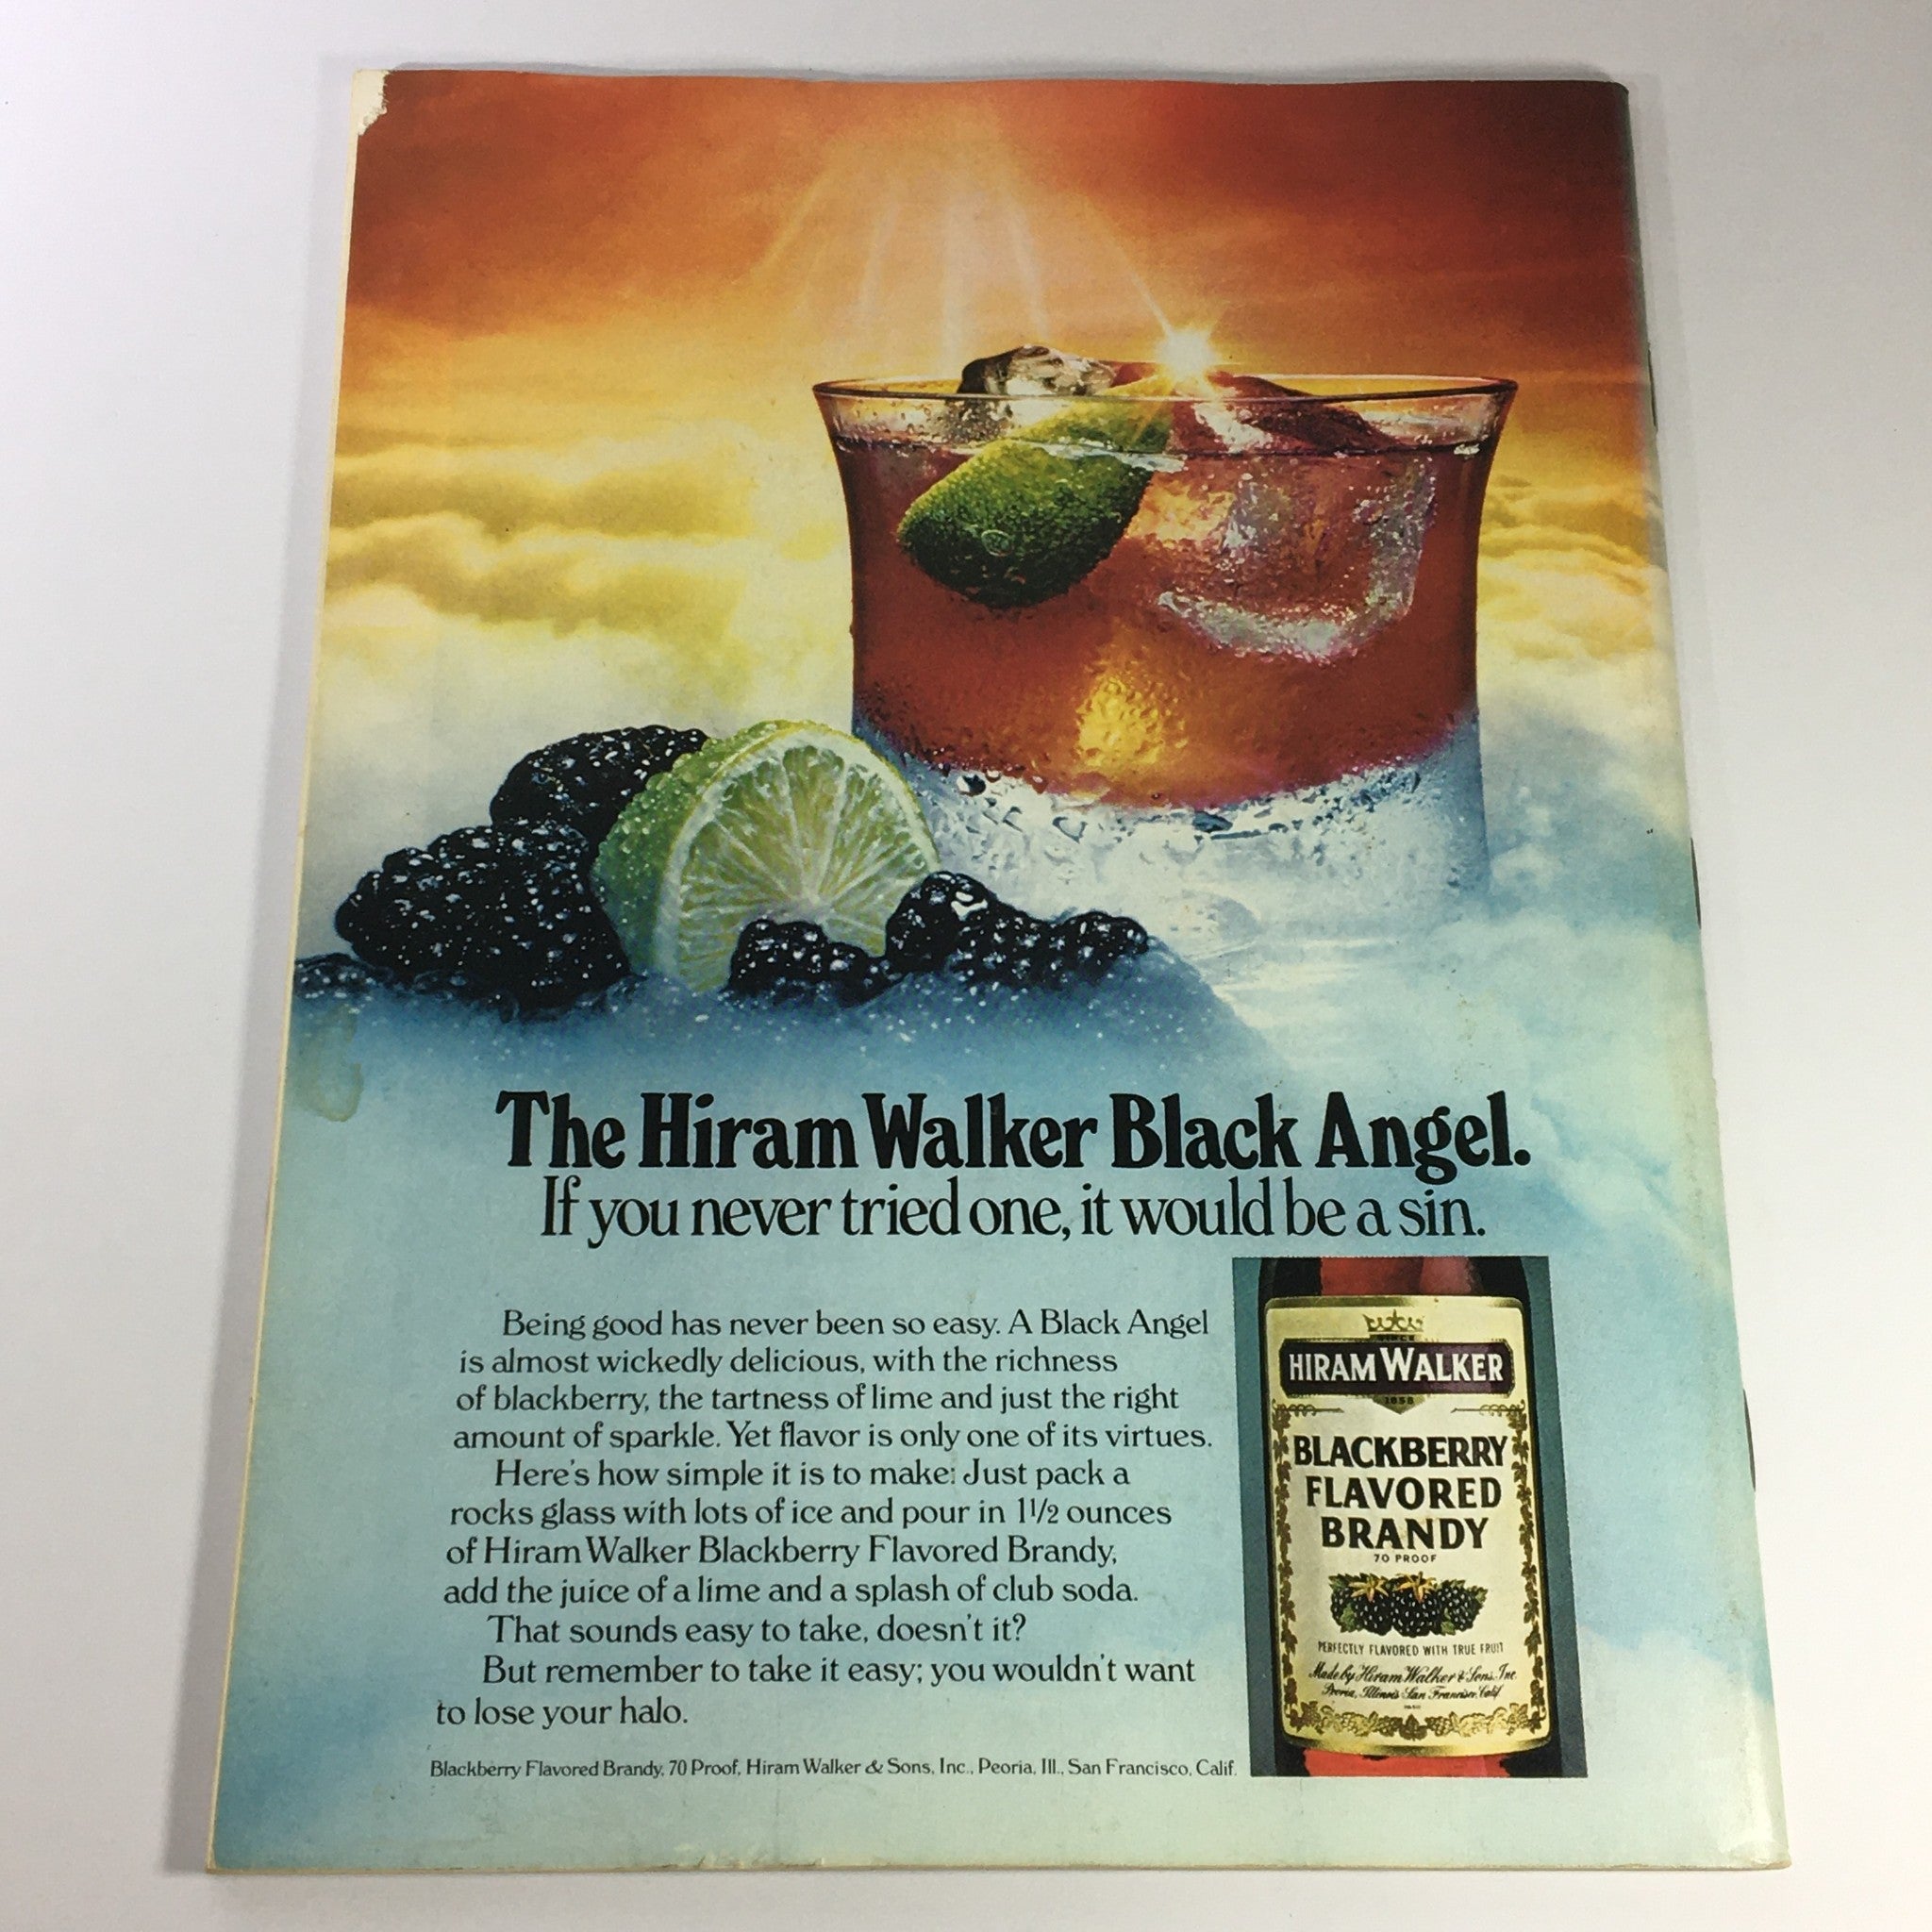 The Hiram Walker Black Angel.
If you never tried one, it would be a sin.
Being good has never been so easy. A Black Angel
is almost wickedly delicious, with the richness
of blackberry, the tartness of lime and just the right
amount of sparkle. Yet flavor is only one of its virtues.
Here's how simple it is to make: Just pack a
rocks glass with lots of ice and pour in 1 1/2 ounces
of Hiram Walker Blackberry Flavored Brandy,
add the juice of a lime and a splash of club soda.
That sounds easy to take, doesn't it?
But remember to take it easy; you wouldn't want
to lose your halo.
Blackberry Flavored Brandy, 70 Proof, Hiram Walker & Sons, Inc., Peoria, Ill., San Francisco, Calif.
SINCE
HIRAM WALKER
1858
BLACKBERRY
FLAVORED
BRANDY
70 PROOF
PERFECTLY FLAVORED WITH TRUE FRUIT
Made by Hiram Walker & Sons, Inc.
Peoria, Illinois San Francisco, Calif.